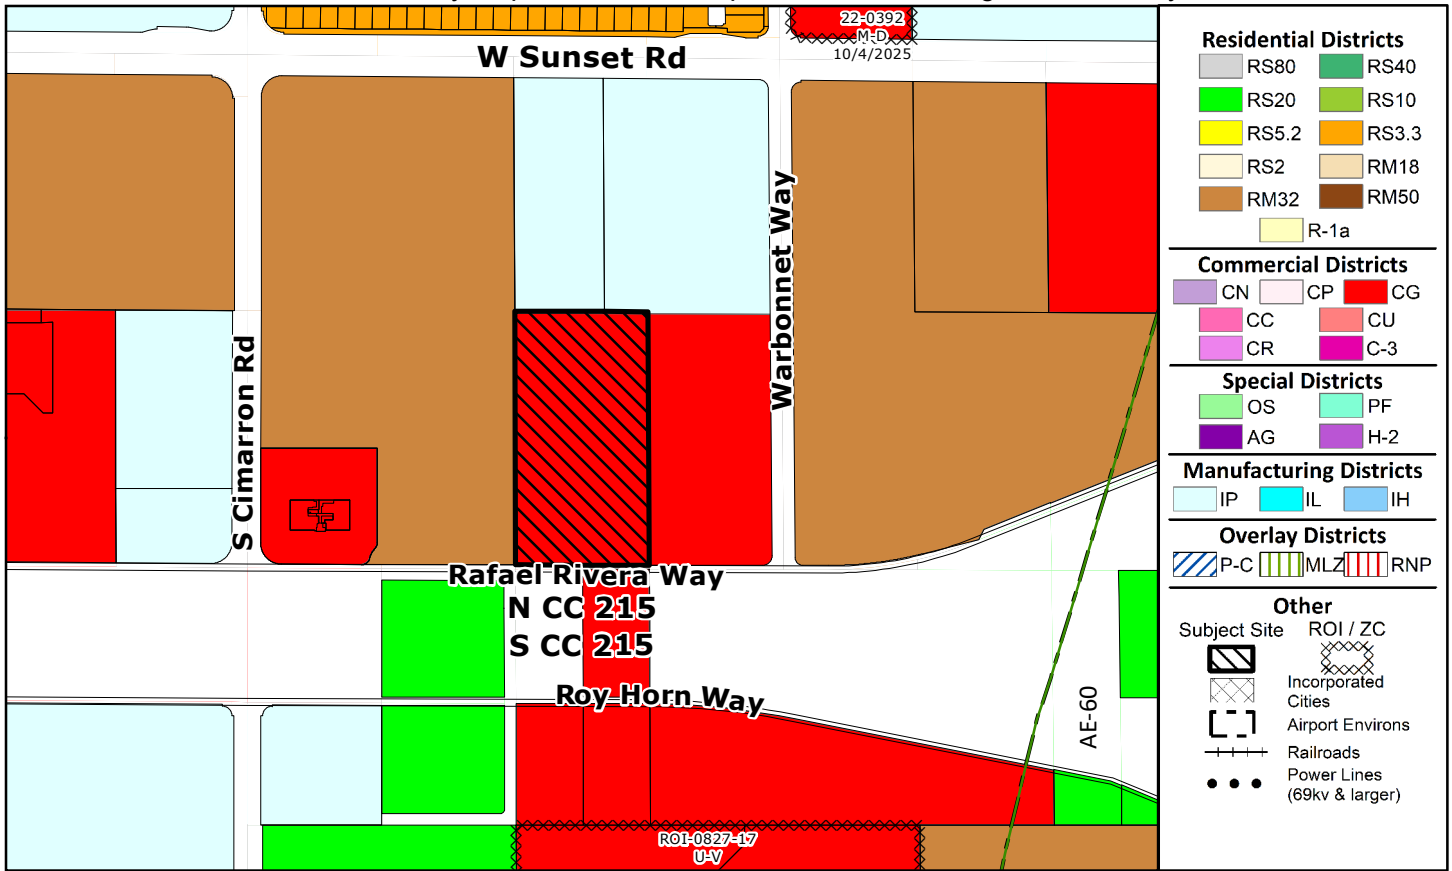 22-0392
M-D
10/4/2025
W Sunset Rd
Warbonnet Way
S Cimarron Rd
Rafael Rivera Way
N CC 215
S CC 215
Roy Horn Way
AE-60
ROI-0827-17
U-V
Residential Districts
RS80 RS40
RS20 RS10
RS5.2 RS3.3
RS2 RM18
RM32 RM50
R-1a
Commercial Districts
CN CP CG
CC CU
CR C-3
Special Districts
OS PF
AG H-2
Manufacturing Districts
IP IL IH
Overlay Districts
P-C MLZ RNP
Other
Subject Site ROI / ZC
Incorporated
Cities
Airport Environs
Railroads
Power Lines
(69kv & larger)